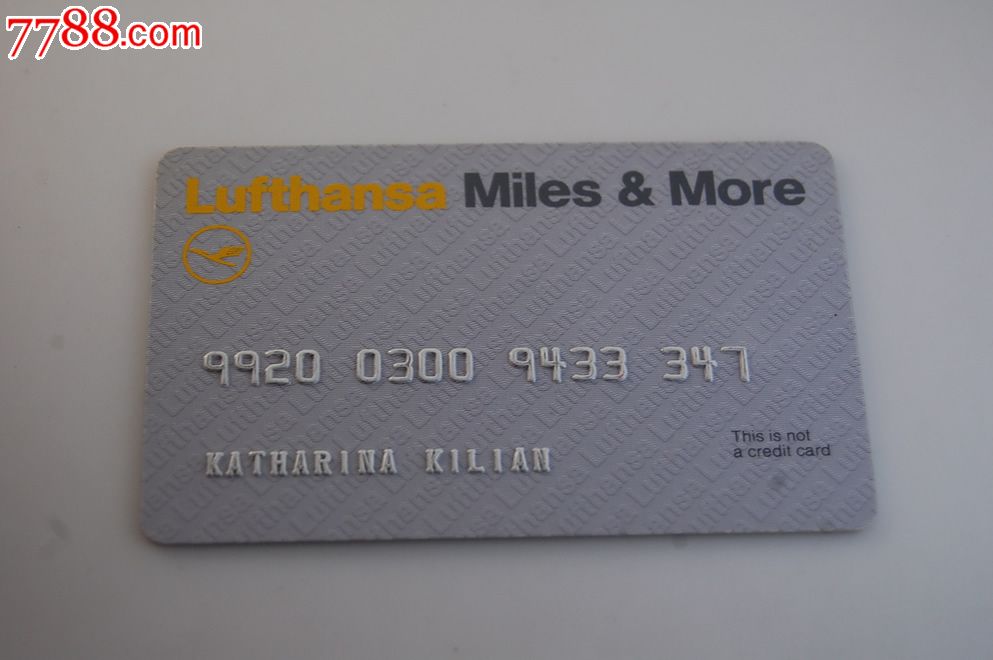 7788.com
Lufthansa Miles & More
9920 0300 9433 347
This is not
a credit card
KATHARINA KILIAN